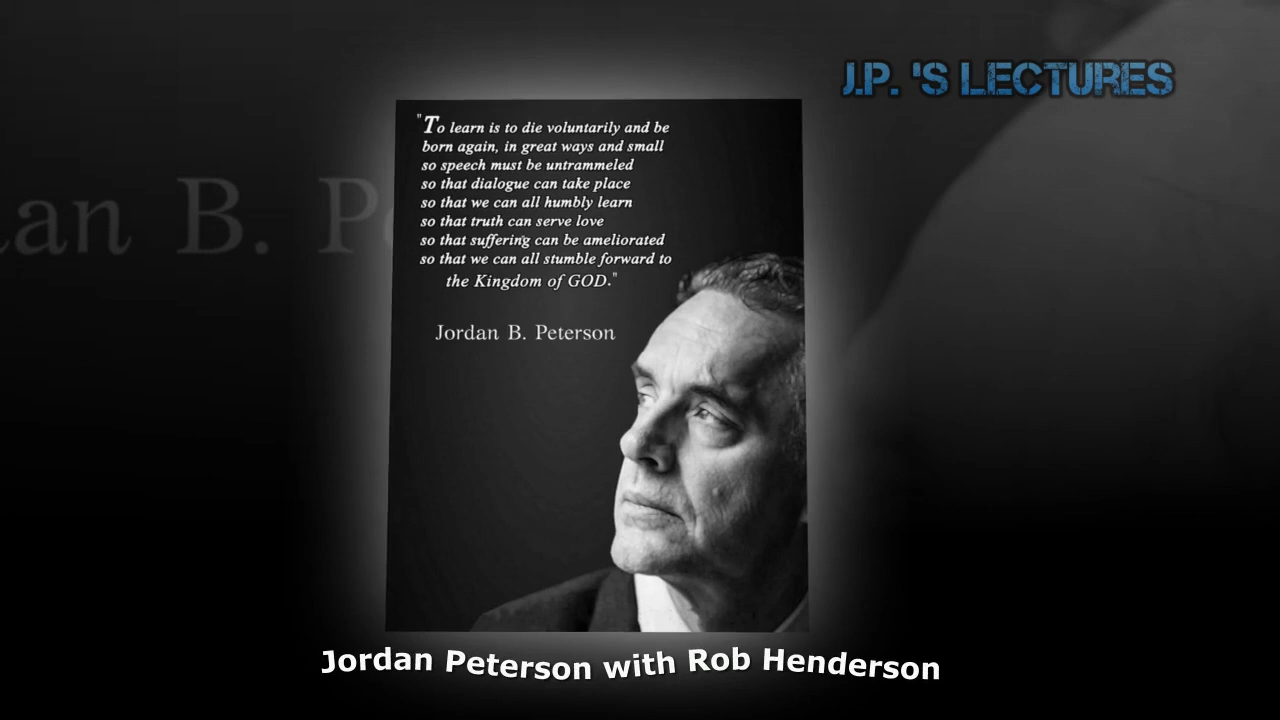 J.P. 'S LECTURES
"To learn is to die voluntarily and be
born again, in great ways and small
so speech must be untrammeled
so that dialogue can take place
so that we can all humbly learn
so that truth can serve love
so that suffering can be ameliorated
so that we can all stumble forward to
the Kingdom of GOD."
Jordan B. Peterson
an B. P
Jordan Peterson with Rob Henderson